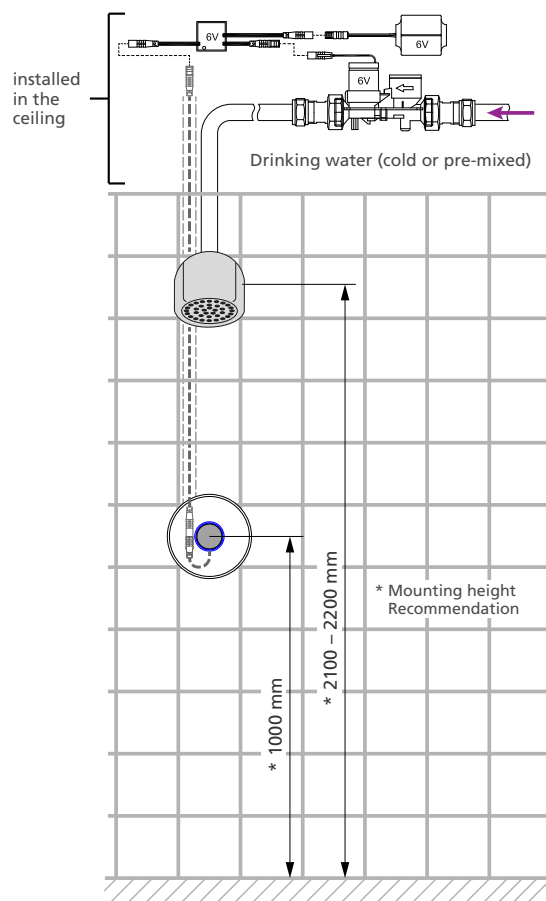 6V
6V
installed
in the
ceiling
6V
Drinking water (cold or pre-mixed)
* Mounting height
Recommendation
* 2100 – 2200 mm
* 1000 mm